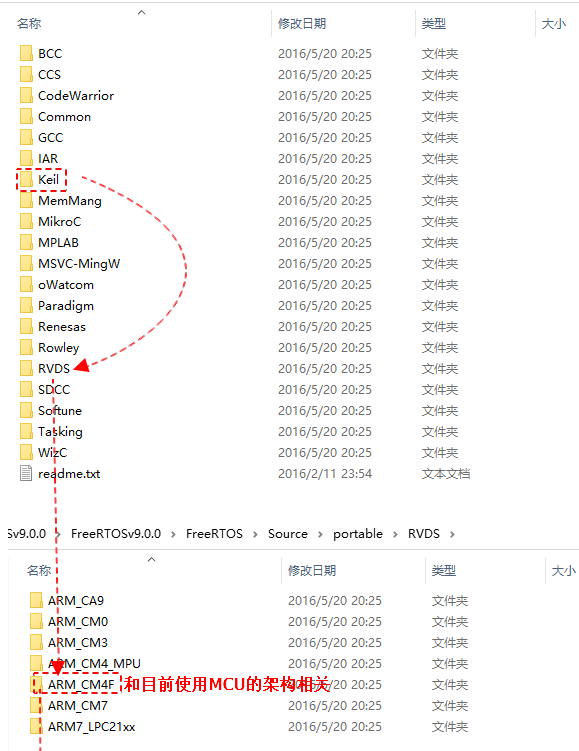 名称 修改日期 类型 大小
BCC 2016/5/20 20:25 文件夹
CCS 2016/5/20 20:25 文件夹
CodeWarrior 2016/5/20 20:25 文件夹
Common 2016/5/20 20:25 文件夹
GCC 2016/5/20 20:25 文件夹
IAR 2016/5/20 20:25 文件夹
Keil 2016/5/20 20:25 文件夹
MemMang 2016/5/20 20:25 文件夹
MikroC 2016/5/20 20:25 文件夹
MPLAB 2016/5/20 20:25 文件夹
MSVC-MingW 2016/5/20 20:25 文件夹
oWatcom 2016/5/20 20:25 文件夹
Paradigm 2016/5/20 20:25 文件夹
Renesas 2016/5/20 20:25 文件夹
Rowley 2016/5/20 20:25 文件夹
RVDS 2016/5/20 20:25 文件夹
SDCC 2016/5/20 20:25 文件夹
Softune 2016/5/20 20:25 文件夹
Tasking 2016/5/20 20:25 文件夹
WizC 2016/5/20 20:25 文件夹
readme.txt 2016/2/11 23:54 文本文档
Sv9.0.0 > FreeRTOSv9.0.0 > FreeRTOS > Source > portable > RVDS >
名称 修改日期 类型 大小
ARM_CA9 2016/5/20 20:25 文件夹
ARM_CM0 2016/5/20 20:25 文件夹
ARM_CM3 2016/5/20 20:25 文件夹
ARM_CM4_MPU 2016/5/20 20:25 文件夹
ARM_CM4F 和目前使用MCU的架构相关 2016/5/20 20:25 文件夹
ARM_CM7 2016/5/20 20:25 文件夹
ARM7_LPC21xx 2016/5/20 20:25 文件夹